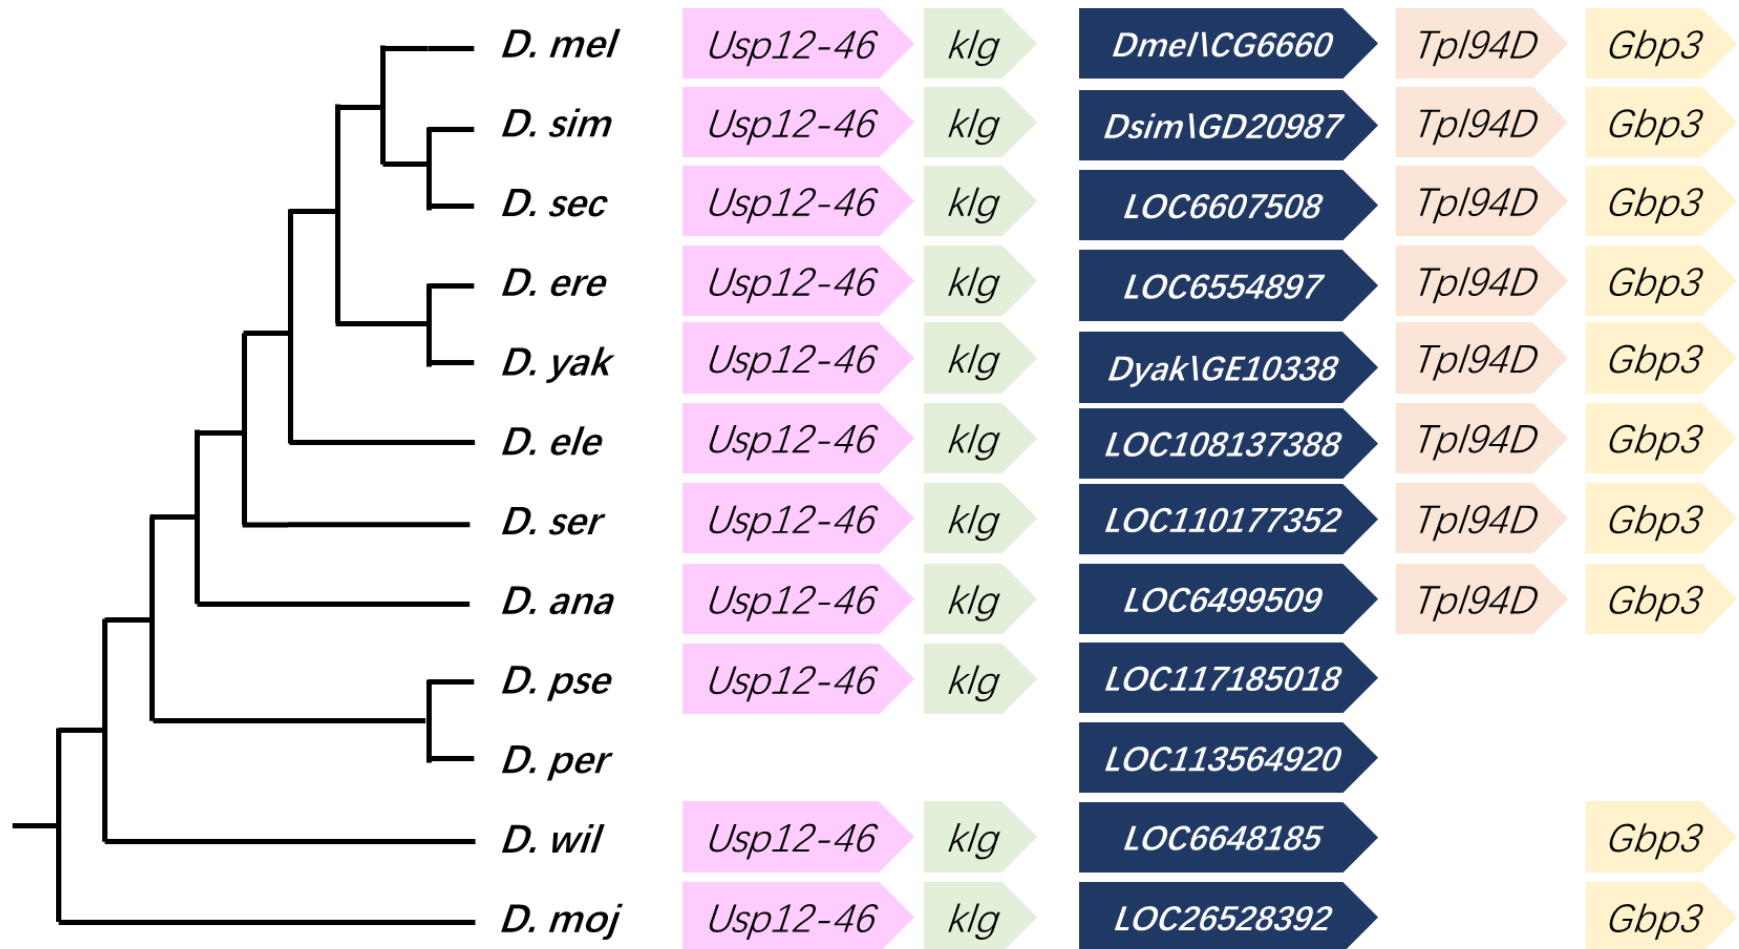 D. mel Usp12-46 klg Dmel\CG6660 Tpl94D Gbp3
D. sim Usp12-46 klg Dsim\GD20987 Tpl94D Gbp3
D. sec Usp12-46 klg LOC6607508 Tpl94D Gbp3
D. ere Usp12-46 klg LOC6554897 Tpl94D Gbp3
D. yak Usp12-46 klg Dyak\GE10338 Tpl94D Gbp3
D. ele Usp12-46 klg LOC108137388 Tpl94D Gbp3
D. ser Usp12-46 klg LOC110177352 Tpl94D Gbp3
D. ana Usp12-46 klg LOC6499509 Tpl94D Gbp3
D. pse Usp12-46 klg LOC117185018
D. per LOC113564920
D. wil Usp12-46 klg LOC6648185 Gbp3
D. moj Usp12-46 klg LOC26528392 Gbp3